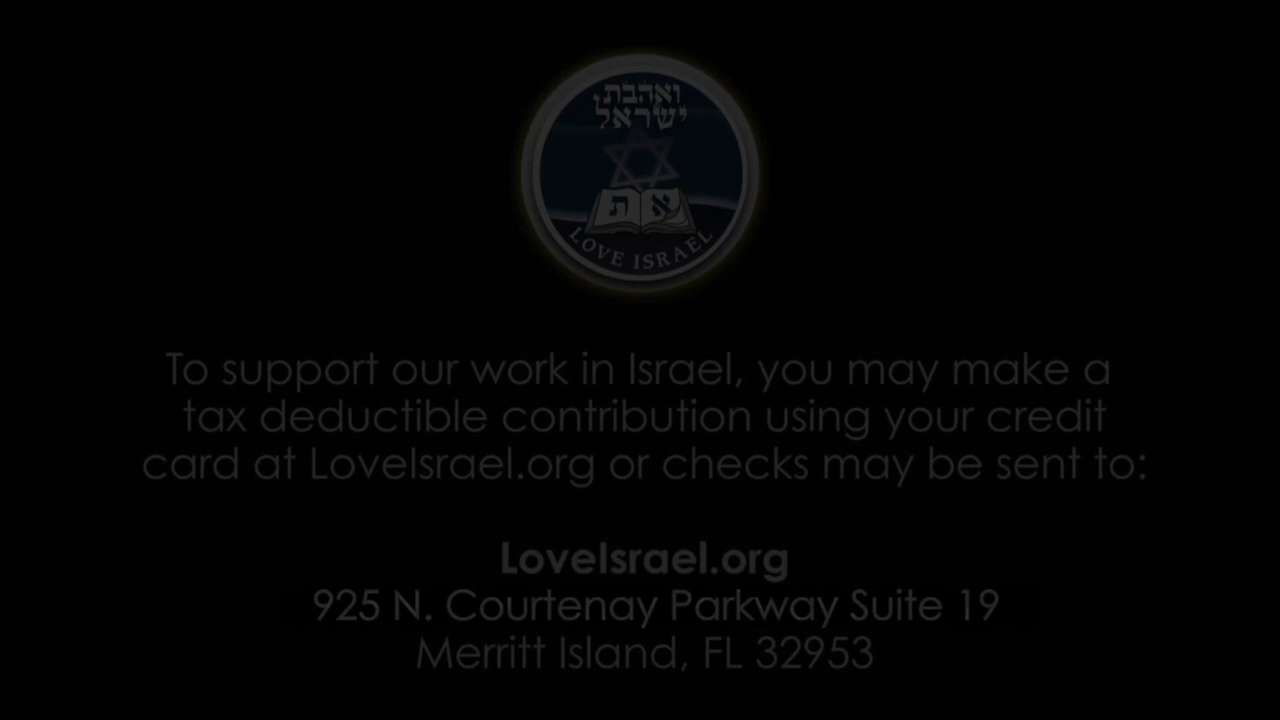 ואהבת
ישראל
ת א
LOVE ISRAEL
To support our work in Israel, you may make a
tax deductible contribution using your credit
card at LoveIsrael.org or checks may be sent to:
LoveIsrael.org
925 N. Courtenay Parkway Suite 19
Merritt Island, FL 32953